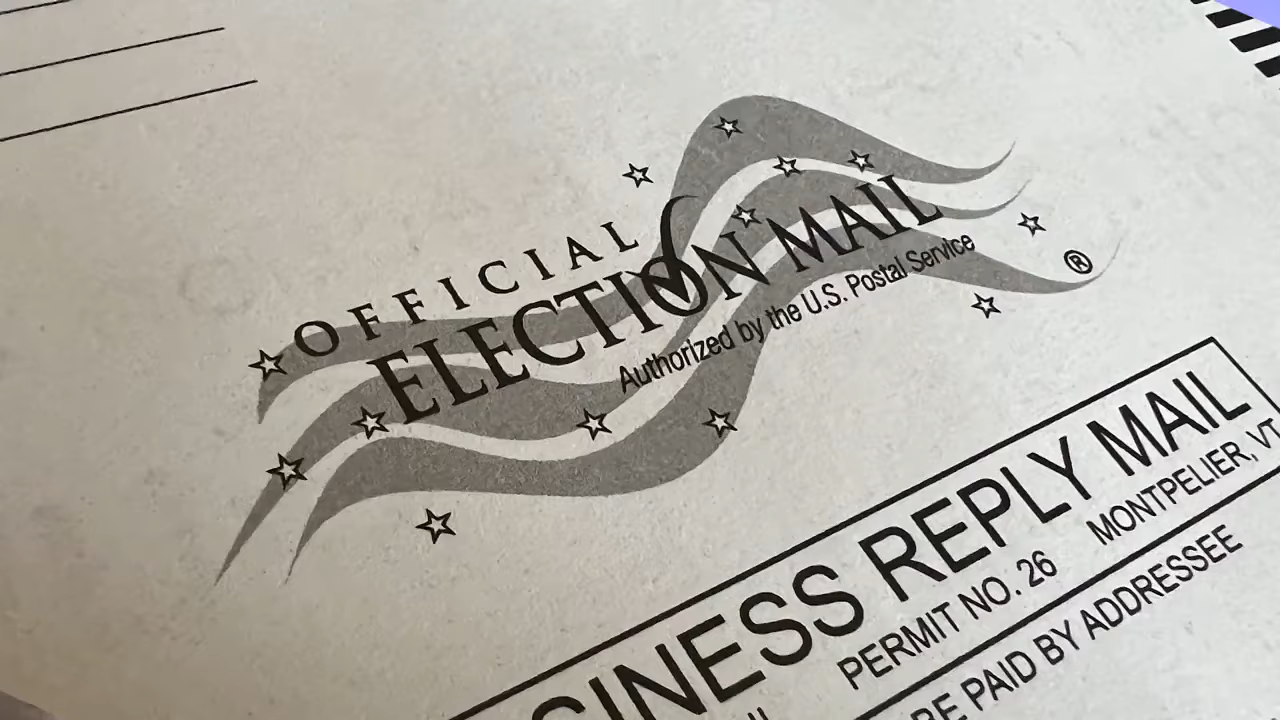 OFFICIAL
ELECTION MAIL
Authorized by the U.S. Postal Service
®
SINESS REPLY MAIL
PERMIT NO. 26 MONTPELIER, VT
BE PAID BY ADDRESSEE